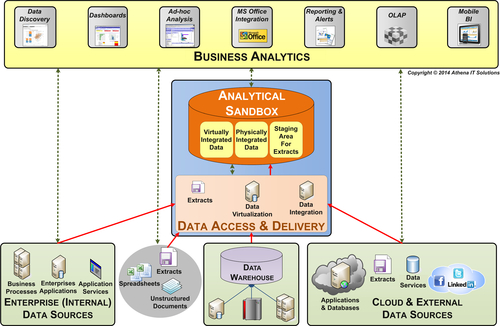 Data
Discovery
Dashboards
Ad-hoc
Analysis
MS Office
Integration
Office
Reporting
& Alerts
OLAP
Mobile
BI
BUSINESS ANALYTICS
Copyright © 2014 Athena IT Solutions
ANALYTICAL
SANDBOX
Virtually
Integrated
Data
Physically
Integrated
Data
Staging
Area
For
Extracts
Extracts
Data
Virtualization
Data
Integration
DATA ACCESS & DELIVERY
Business
Processes
Enterprises
Applications
Application
Services
ENTERPRISE (INTERNAL)
DATA SOURCES
Spreadsheets
Extracts
Unstructured
Documents
DATA
WAREHOUSE
Applications
& Databases
Extracts
Data
Services
Linked in
CLOUD & EXTERNAL
DATA SOURCES